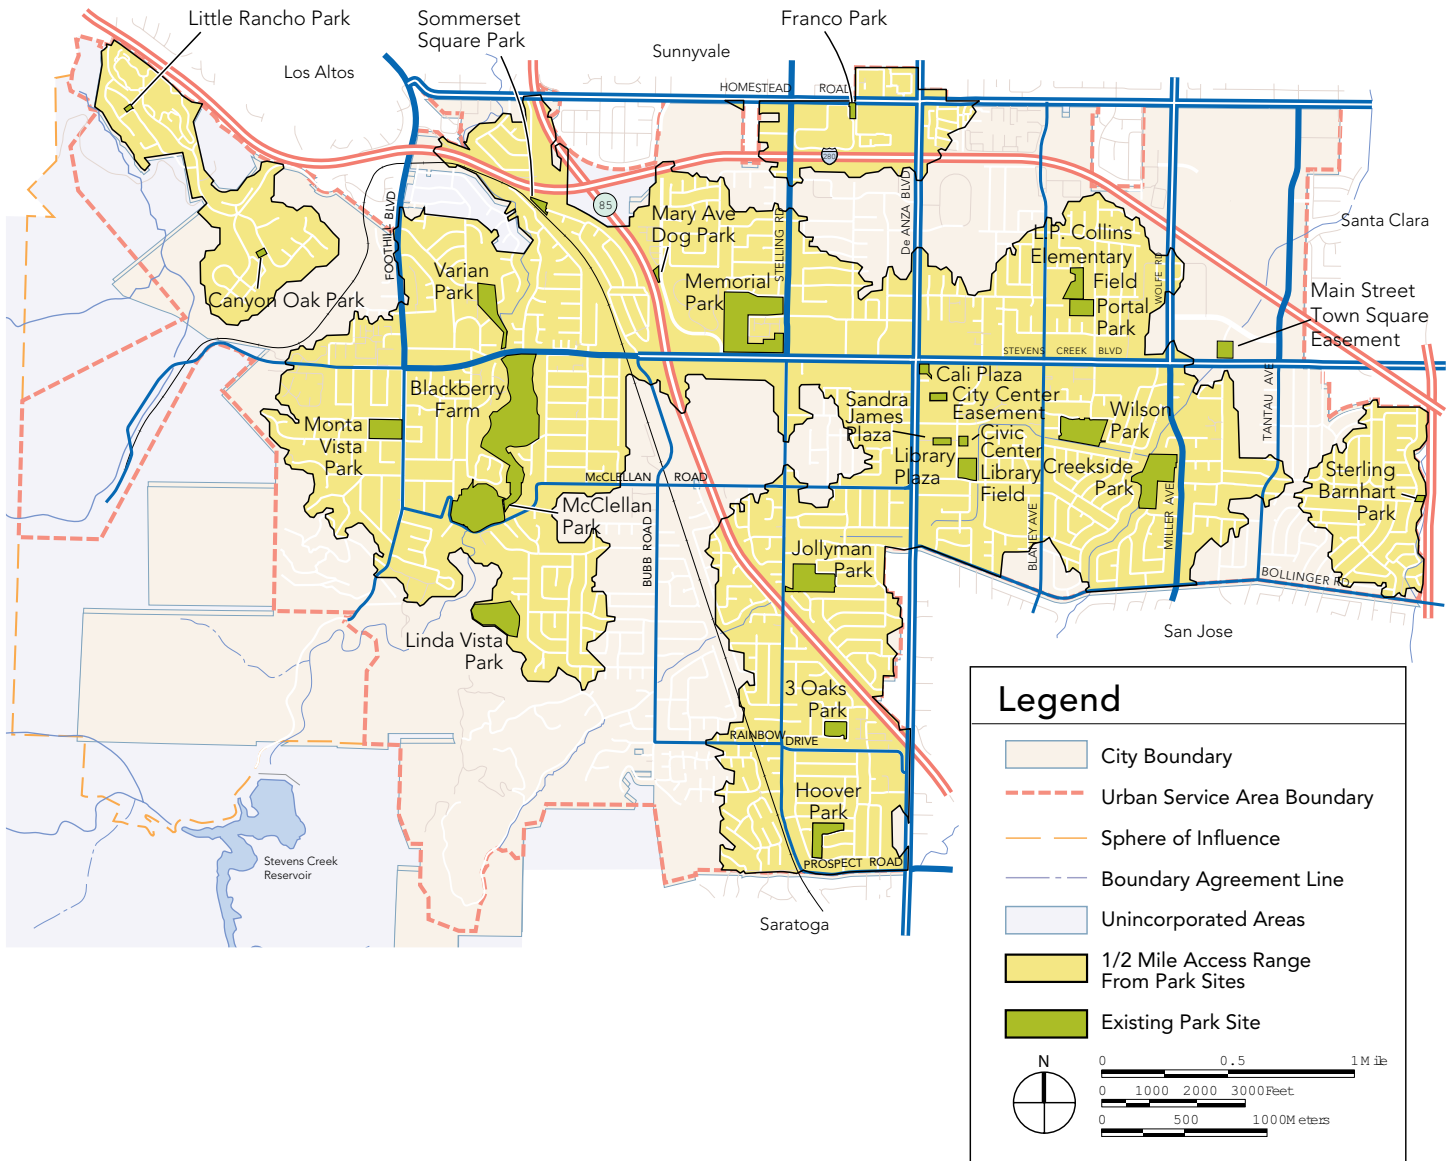 Little Rancho Park
Sommerset
Square Park
Franco Park
Los Altos
Sunnyvale
HOMESTEAD ROAD
280
85
FOOTHILL BLVD
STELLING RD
De ANZA BLVD
WOLFE RD
Santa Clara
Mary Ave
Dog Park
L.P. Collins
Elementary
Field
Varian
Park
Memorial
Park
Portal
Park
Main Street
Town Square
Easement
Canyon Oak Park
STEVENS CREEK BLVD
Blackberry
Farm
Cali Plaza
City Center
Easement
Sandra
James
Plaza
Wilson
Park
TANTAU AVE
Monta
Vista
Park
Civic
Center
Library
Plaza
Library
Field
Creekside
Park
Sterling
Barnhart
Park
McCLELLAN ROAD
McClellan
Park
BUBB ROAD
BLANEY AVE
MILLER AVE
Jollyman
Park
BOLLINGER RD
Linda Vista
Park
San Jose
3 Oaks
Park
RAINBOW DRIVE
Hoover
Park
PROSPECT ROAD
Stevens Creek
Reservoir
Saratoga
Legend
City Boundary
Urban Service Area Boundary
Sphere of Influence
Boundary Agreement Line
Unincorporated Areas
1/2 Mile Access Range
From Park Sites
Existing Park Site
N
0 0.5 1 Mile
0 1000 2000 3000 Feet
0 500 1000 Meters